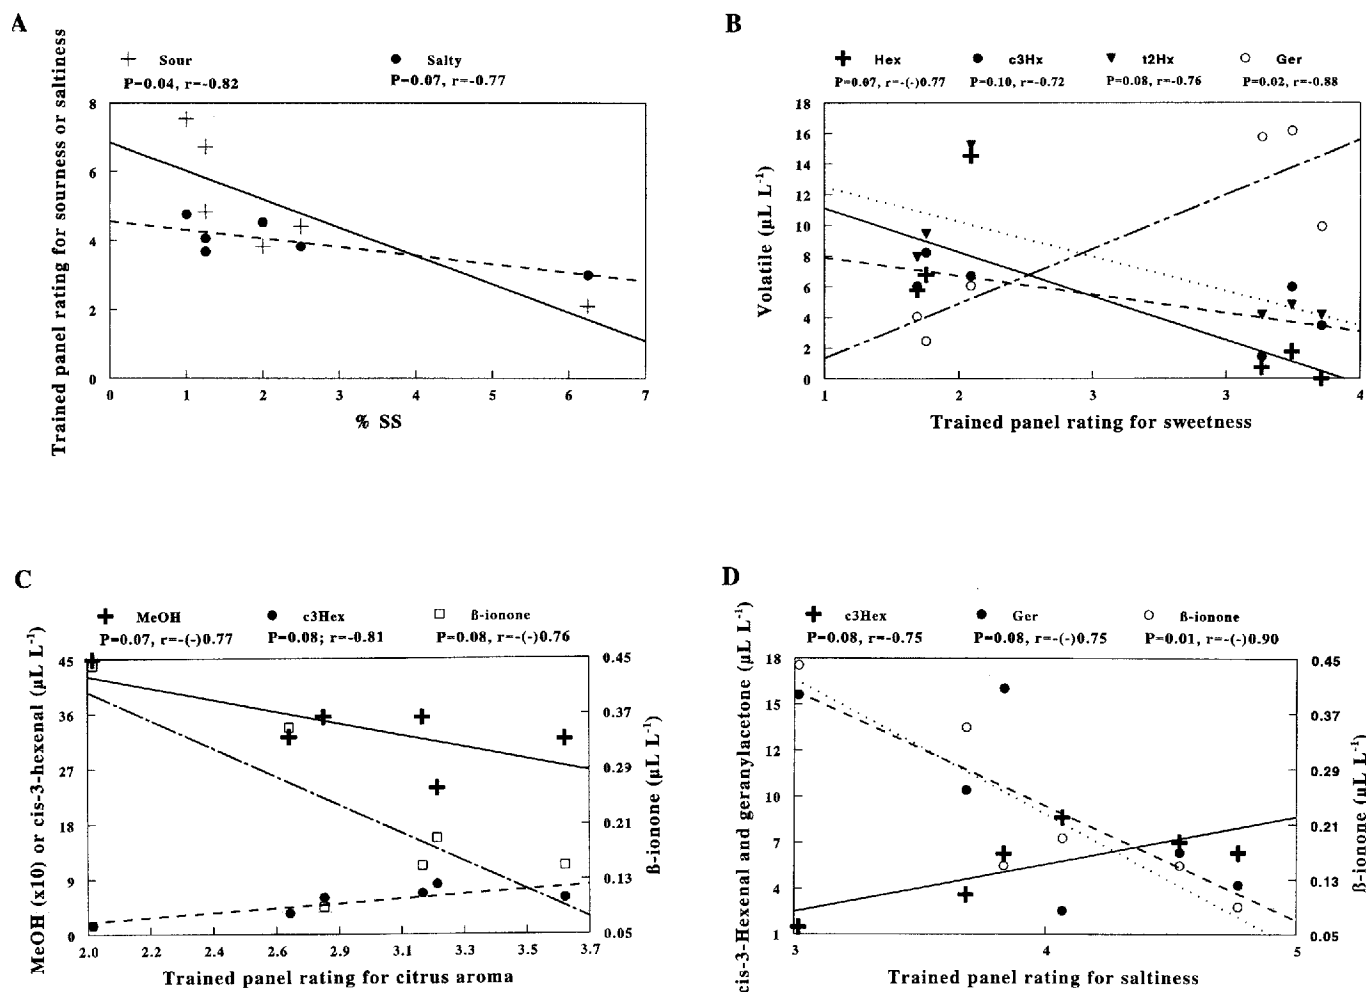 A
Sour
Salty
P=0.04, r=-0.82
P=0.07, r=-0.77
Trained panel rating for sourness or saltiness
8
6
4
2
0
0 1 2 3 4 5 6 7
% SS
B
Hex
c3Hx
t2Hx
Ger
P=0.07, r=-(-)0.77
P=0.10, r=-0.72
P=0.08, r=-0.76
P=0.02, r=-0.88
Volatile (µL L⁻¹)
18
16
14
12
10
8
6
4
2
0
1 2 3 3 4
Trained panel rating for sweetness
C
MeOH
c3Hex
ß-ionone
P=0.07, r=-(-)0.77
P=0.08; r=-0.81
P=0.08, r=-(-)0.76
MeOH (x10) or cis-3-hexenal (µL L⁻¹)
45
36
27
18
9
0
2.0 2.2 2.6 2.9 3.1 3.3 3.5 3.7
Trained panel rating for citrus aroma
0.45
0.37
0.29
0.21
0.13
0.05
ß-ionone (µL L⁻¹)
D
c3Hex
Ger
ß-ionone
P=0.08, r=-0.75
P=0.08, r=-(-)0.75
P=0.01, r=-(-)0.90
cis-3-Hexenal and geranylacetone (µL L⁻¹)
18
15
12
10
7
4
1
3 4 5
Trained panel rating for saltiness
0.45
0.37
0.29
0.21
0.13
0.05
ß-ionone (µL L⁻¹)